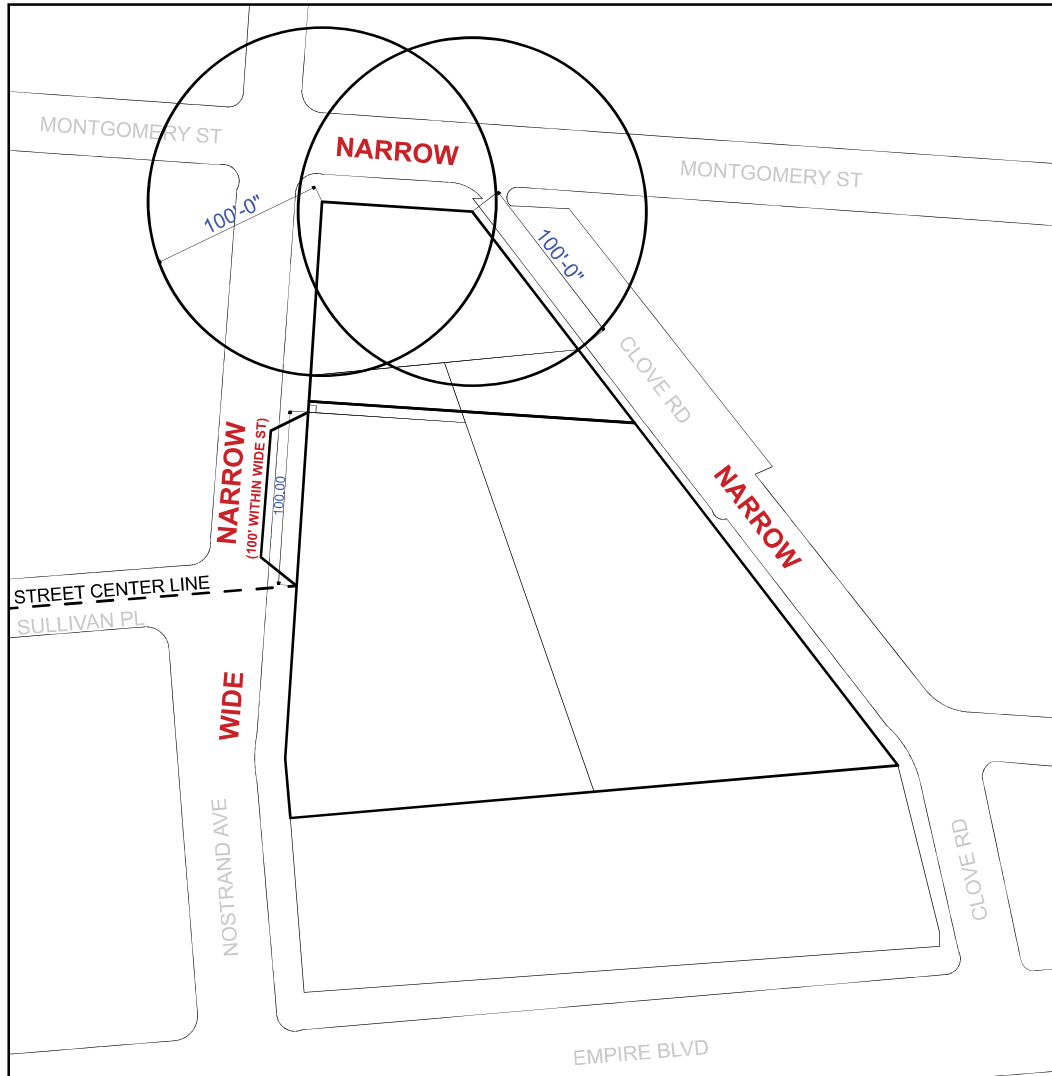 MONTGOMERY ST
NARROW
MONTGOMERY ST
100'-0"
100'-0"
CLOVE RD
NARROW
(100' WITHIN WIDE ST)
100.00
NARROW
STREET CENTER LINE
SULLIVAN PL
WIDE
NOSTRAND AVE
CLOVE RD
EMPIRE BLVD